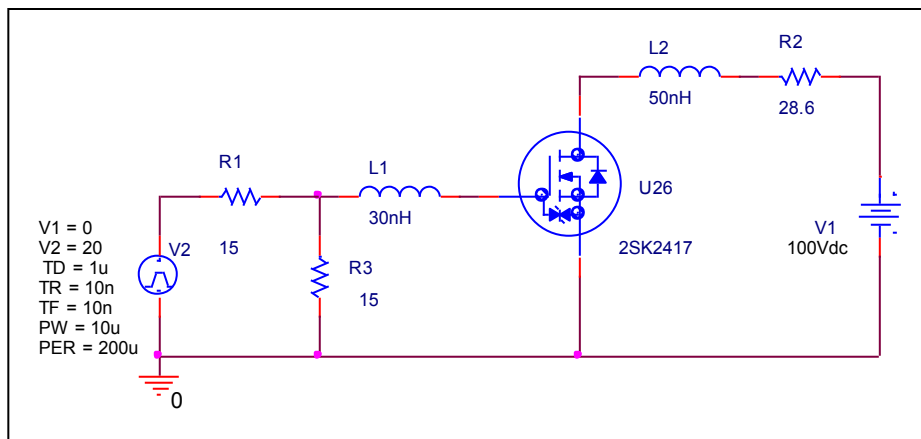 L2
R2
50nH
28.6
R1
L1
U26
30nH
V1 = 0
V2 = 20
TD = 1u
TR = 10n
TF = 10n
PW = 10u
PER = 200u
V2
15
R3
15
2SK2417
V1
100Vdc
0